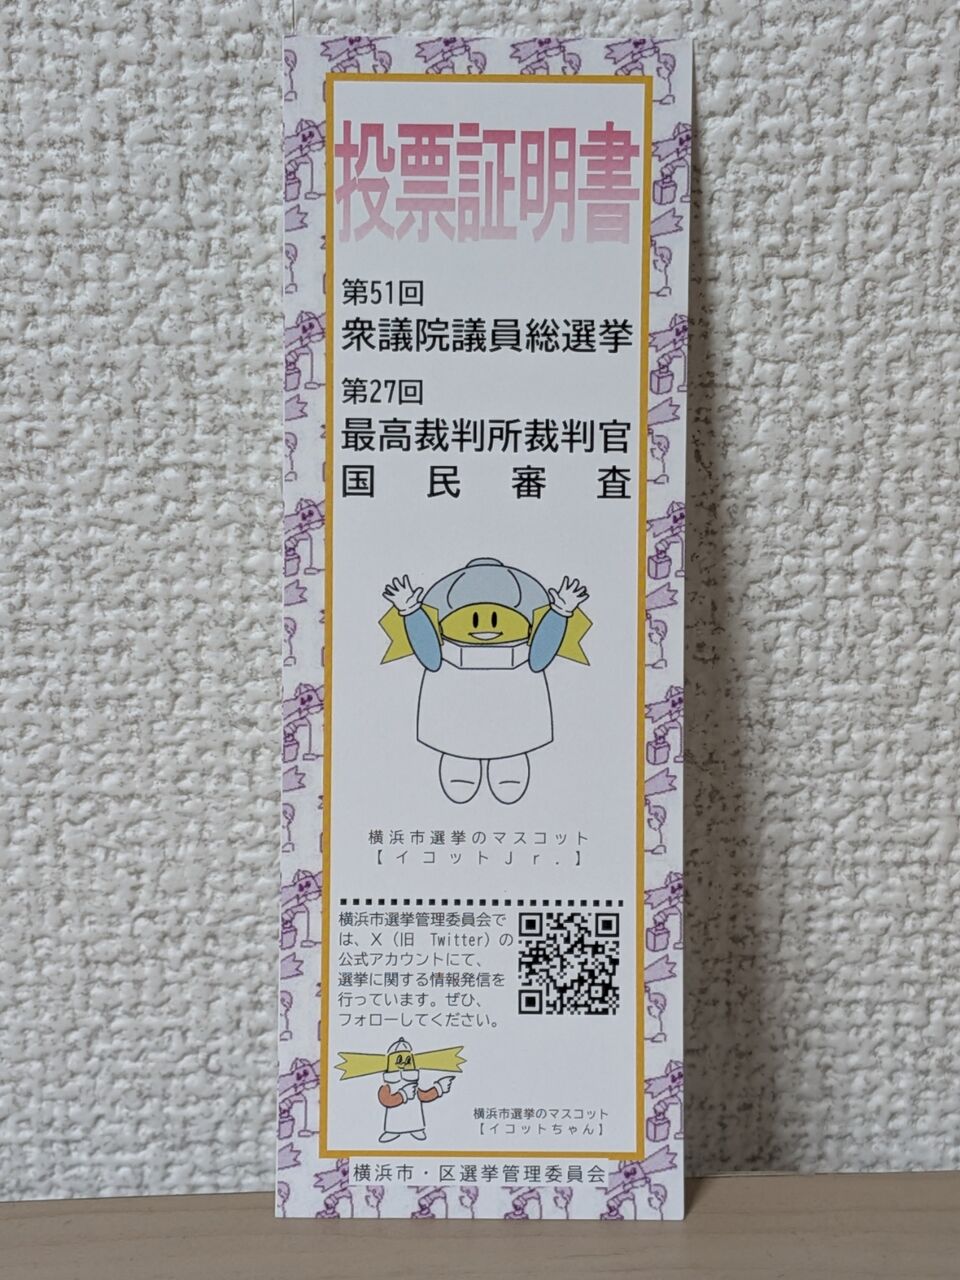 投票証明書
第51回
衆議院議員総選挙
第27回
最高裁判所裁判官
国民審査
横浜市選挙のマスコット
【イコットJr.】
横浜市選挙管理委員会で
は、X（旧 Twitter）の
公式アカウントにて、
選挙に関する情報発信を
行っています。ぜひ、
フォローしてください。
横浜市選挙のマスコット
【イコットちゃん】
横浜市・区選挙管理委員会